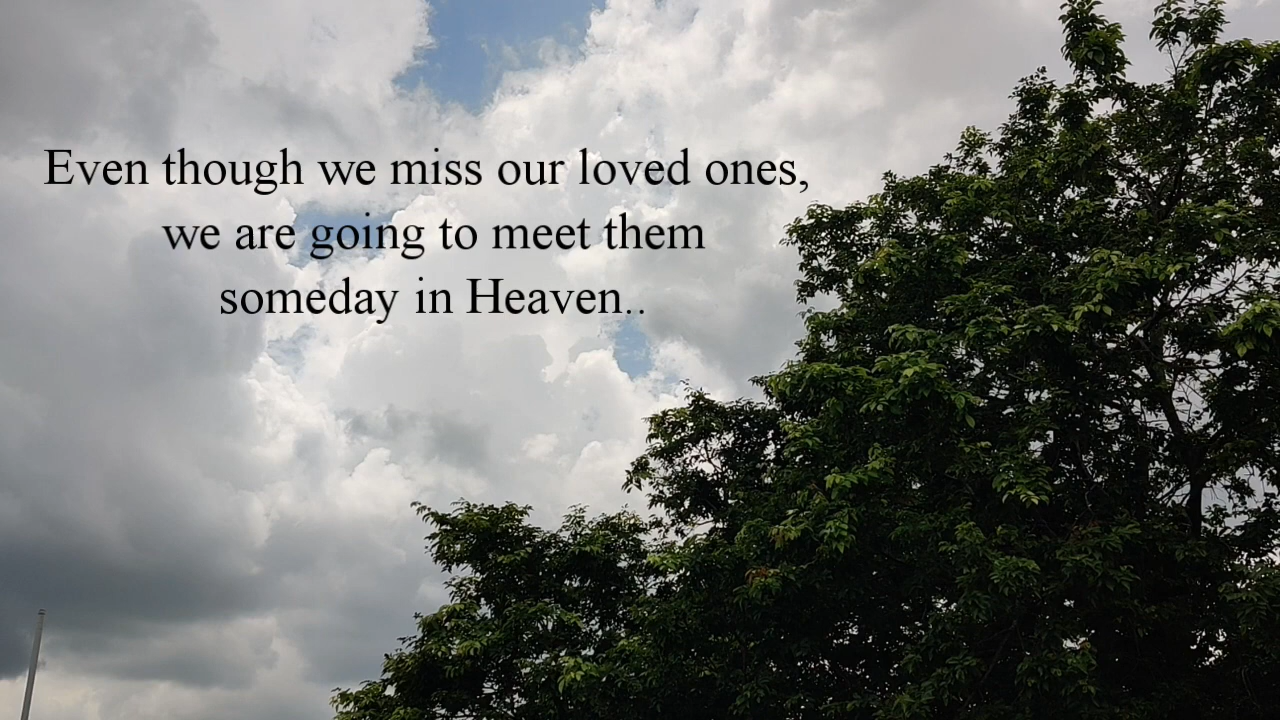 Even though we miss our loved ones,
we are going to meet them
someday in Heaven..